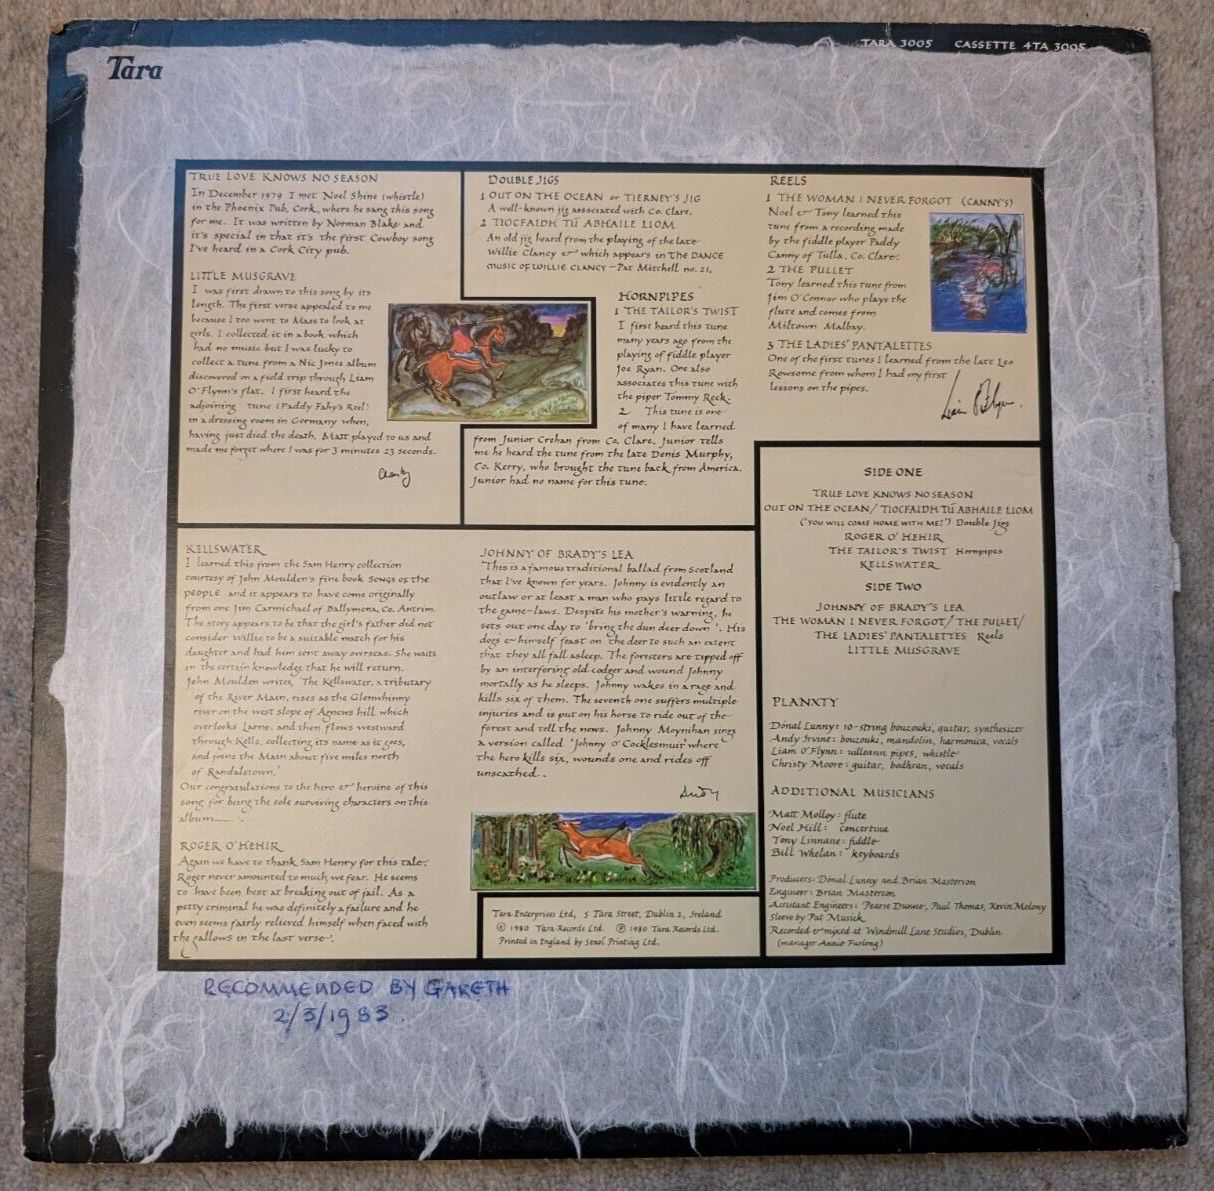 TARA 3005 CASSETTE 4TA 3005
Tara
TRUE LOVE KNOWS NO SEASON
In December 1979 I met Noel Shine (whistle)
in the Phoenix Pub, Cork, where he sang this song
for me. It was written by Norman Blake and
it's special in that it's the first Cowboy song
I've heard in a Cork City pub.
LITTLE MUSGRAVE
I was first drawn to this song by its
length. The first verse appealed to me
because I too went to Mass to look at
girls. I collected it in a book which
had no music but I was lucky to
collect a tune from a Nic Jones album
discovered on a field trip through Liam
O'Flynn's flat. I first heard the
adjoining tune (Paddy Fahy's Reel)
in a dressing room in Germany when,
having just died the death, Matt played to us and
made me forget where I was for 3 minutes 23 seconds.
Christy
DOUBLE JIGS
1 OUT ON THE OCEAN or TIERNEY'S JIG
A well-known jig associated with Co. Clare.
2 TIOCFAIDH TÚ ABHAILE LIOM
An old jig heard from the playing of the late
Willie Clancy & which appears in THE DANCE
MUSIC OF WILLIE CLANCY – Pat Mitchell no. 21.
HORNPIPES
1 THE TAILOR'S TWIST
I first heard this tune
many years ago from the
playing of fiddle player
Joe Ryan. One also
associates this tune with
the piper Tommy Reck.
2 This tune is one
of many I have learned
from Junior Crehan from Co. Clare. Junior tells
me he heard the tune from the late Denis Murphy,
Co. Kerry, who brought the tune back from America.
Junior had no name for this tune.
REELS
1 THE WOMAN I NEVER FORGOT (CANNY'S)
Noel & Tony learned this
tune from a recording made
by the fiddle player Paddy
Canny of Tulla, Co. Clare.
2 THE PULLET
Tony learned this tune from
Jim O'Connor who plays the
flute and comes from
Miltown Malbay.
3 THE LADIES' PANTALETTES
One of the first tunes I learned from the late Leo
Rowsome from whom I had my first
lessons on the pipes.
Liam O'Flynn.
KELLSWATER
I learned this from the Sam Henry collection
courtesy of John Moulden's fine book SONGS OF THE
PEOPLE and it appears to have come originally
from one Jim Carmichael of Ballymena, Co. Antrim.
The story appears to be that the girl's father did not
consider Willie to be a suitable match for his
daughter and had him sent away overseas. She waits
in the certain knowledge that he will return.
John Moulden writes, 'The Kellswater, a tributary
of the River Main, rises as the Glenwhinny
river on the west slope of Agnews hill which
overlooks Larne, and then flows westward
through Kells, collecting its name as it goes,
and joins the Main about five miles north
of Randalstown.'
Our congratulations to the hero & heroine of this
song for being the sole surviving characters on this
album.
ROGER O'HEHIR
Again we have to thank Sam Henry for this tale.
Roger never amounted to much, we fear. He seems
to have been best at breaking out of jail. As a
petty criminal he was definitely a failure and he
even seems fairly relieved himself when faced with
the gallows in the last verse.
JOHNNY OF BRADY'S LEA
This is a famous traditional ballad from Scotland
that I've known for years. Johnny is evidently an
outlaw or at least a man who pays little regard to
the game-laws. Despite his mother's warning, he
sets out one day to 'bring the dun deer down'. His
dogs & himself feast on the deer to such an extent
that they all fall asleep. The foresters are tipped off
by an interfering old codger and wound Johnny
mortally as he sleeps. Johnny wakes in a rage and
kills six of them. The seventh one suffers multiple
injuries and is put on his horse to ride out of the
forest and tell the news. Johnny Moynihan sings
a version called 'Johnny O'Cocklesmuir' where
the hero kills six, wounds one and rides off
unscathed.
Andy
Tara Enterprises Ltd, 5 Tara Street, Dublin 2, Ireland
© 1980 Tara Records Ltd. ℗ 1980 Tara Records Ltd.
Printed in England by Senol Printing Ltd.
SIDE ONE
TRUE LOVE KNOWS NO SEASON
OUT ON THE OCEAN/ TIOCFAIDH TÚ ABHAILE LIOM
('YOU WILL COME HOME WITH ME!') Double Jigs
ROGER O'HEHIR
THE TAILOR'S TWIST Hornpipes
KELLSWATER
SIDE TWO
JOHNNY OF BRADY'S LEA
THE WOMAN I NEVER FORGOT/ THE PULLET/
THE LADIES' PANTALETTES Reels
LITTLE MUSGRAVE
PLANXTY
Dónal Lunny: 10-string bouzouki, guitar, synthesizer
Andy Irvine: bouzouki, mandolin, harmonica, vocals
Liam O'Flynn: uilleann pipes, whistle
Christy Moore: guitar, bodhran, vocals
ADDITIONAL MUSICIANS
Matt Molloy: flute
Noel Hill: concertina
Tony Linnane: fiddle
Bill Whelan: keyboards
Producers: Dónal Lunny and Brian Masterson
Engineer: Brian Masterson
Assistant Engineers: Pearse Dunne, Paul Thomas, Kevin Molony
Sleeve by Pat Musick
Recorded & mixed at Windmill Lane Studios, Dublin
(manager Annie Furlong)
RECOMMENDED BY GARETH
2/3/1983.